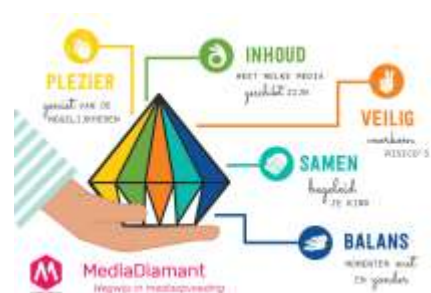 PLEZIER
geniet VAN DE
MOGELIJKHEDEN
INHOUD
WEET WELKE MEDIA
geschikt ZIJN
VEILIG
voorkom
RISICO'S
SAMEN
begeleid
JE KIND
BALANS
MOMENTEN met
EN zonder
MediaDiamant
Wegwijs in mediaopvoeding